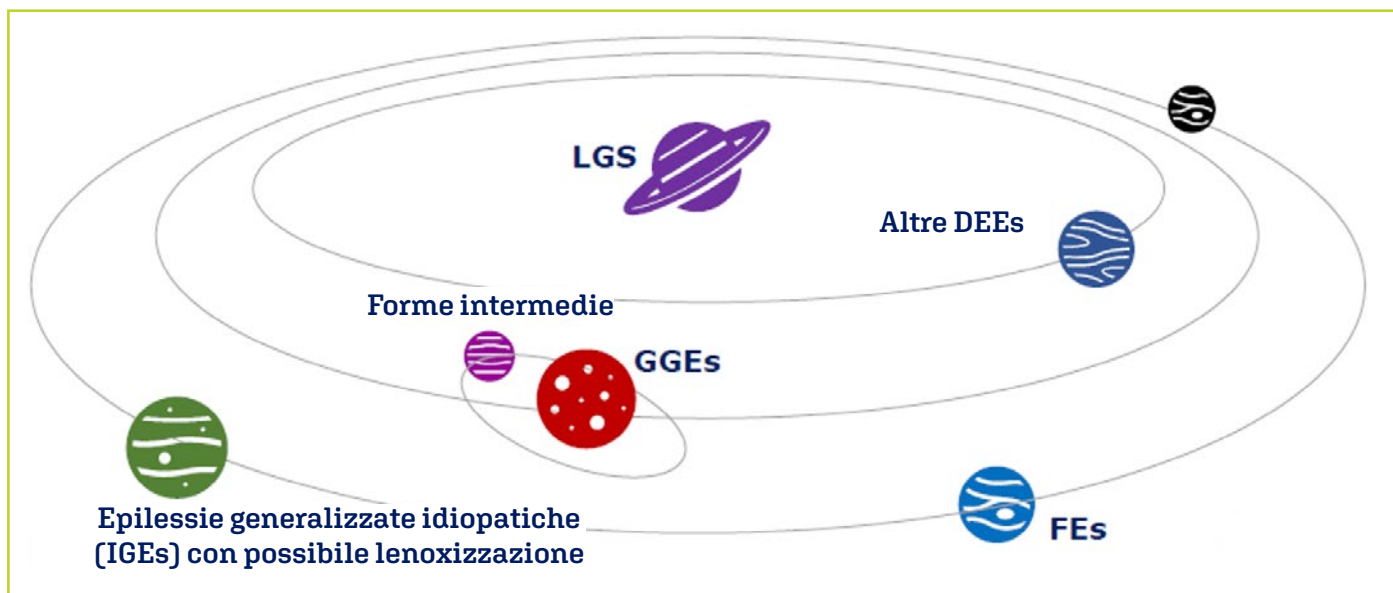 LGS
Altre DEEs
Forme intermedie
GGEs
Epilessie generalizzate idiopatiche
(IGEs) con possibile lenoxizzazione
FEs